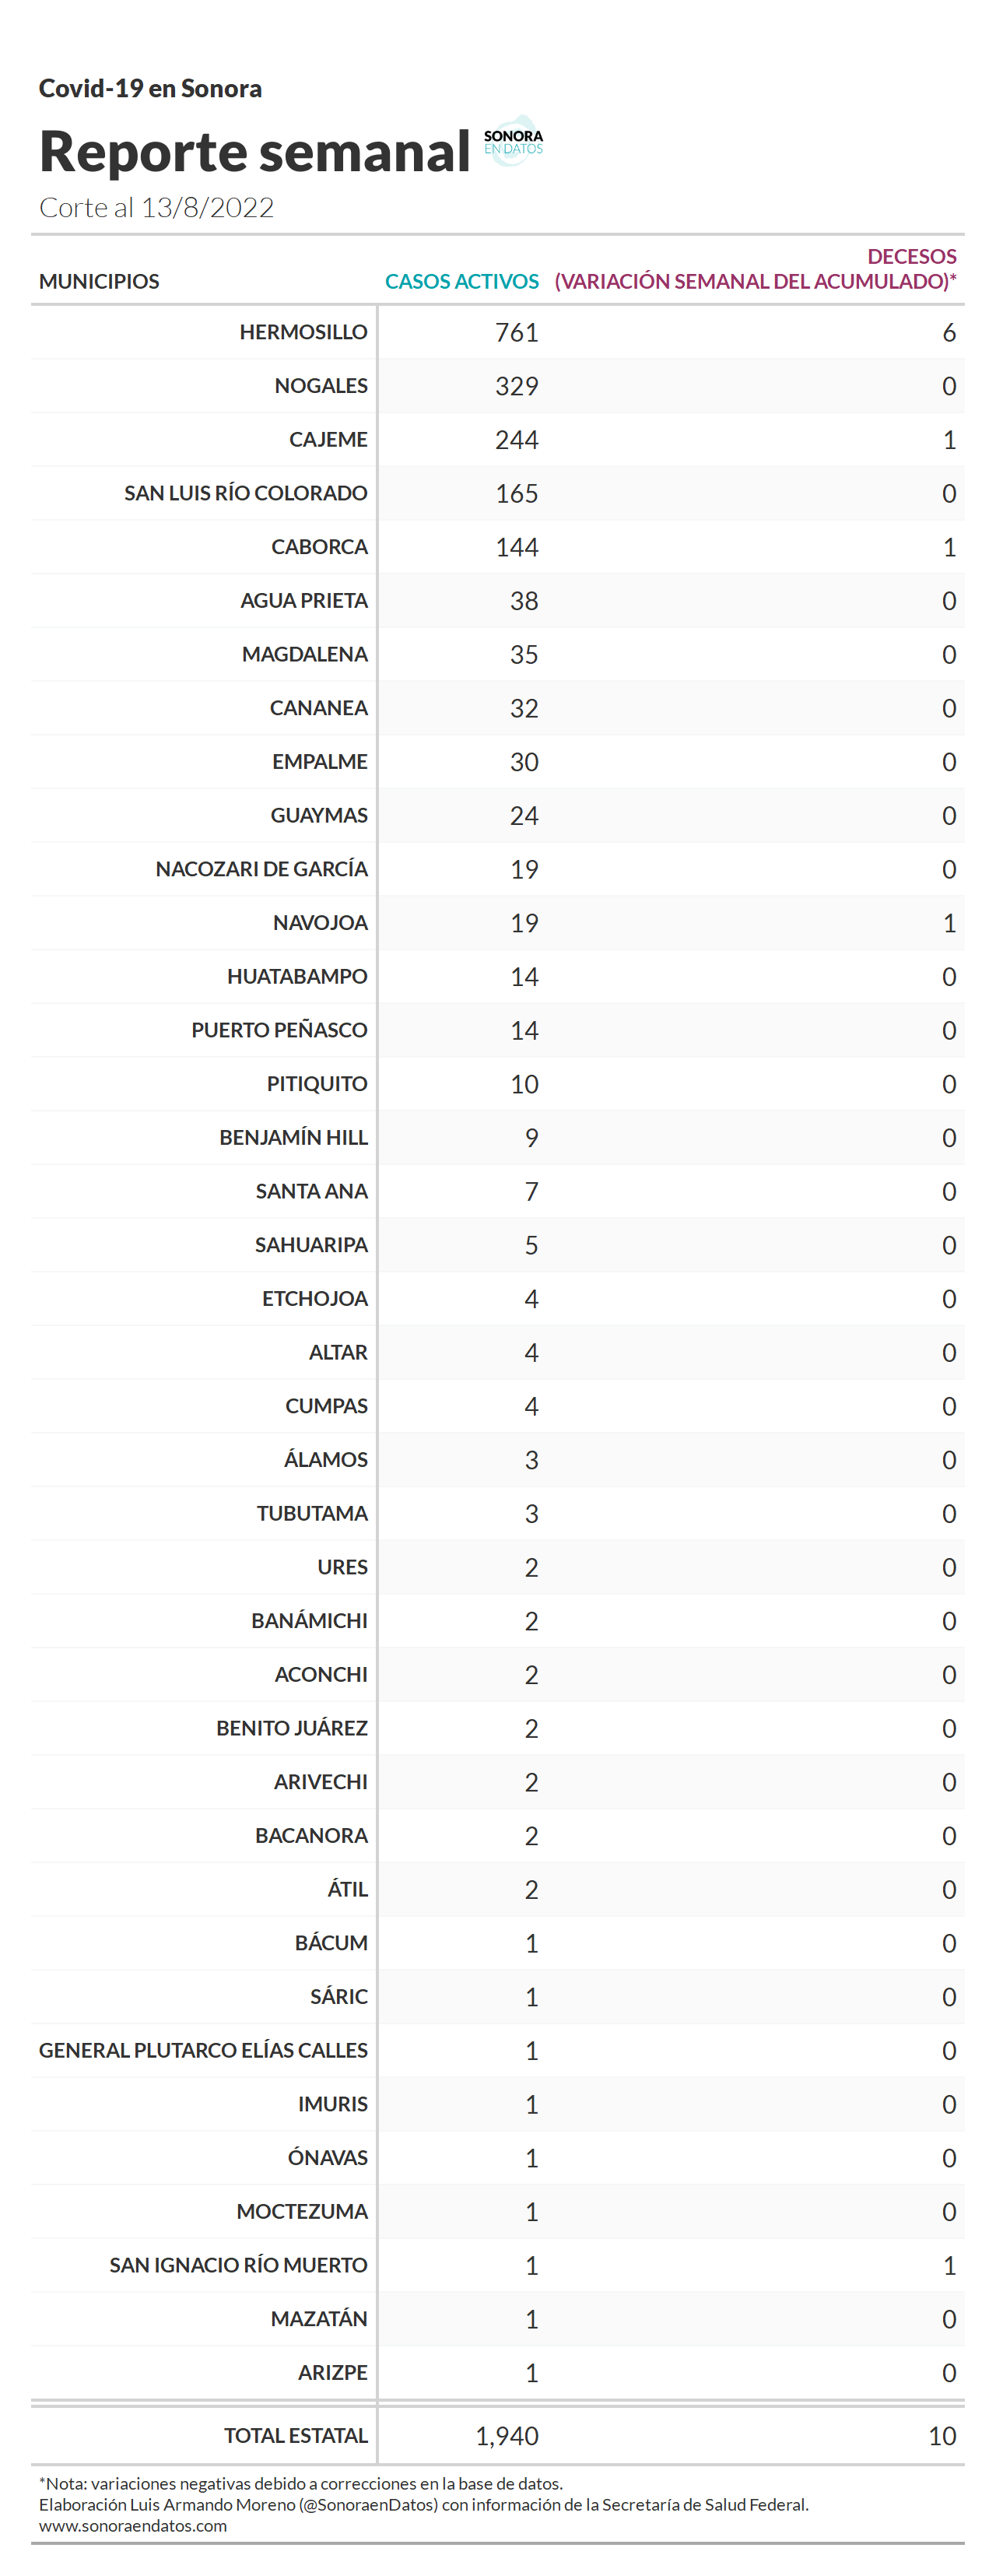 Covid-19 en Sonora
Reporte semanal
SONORA
EN DATOS
Corte al 13/8/2022
DECESOS
MUNICIPIOS CASOS ACTIVOS (VARIACIÓN SEMANAL DEL ACUMULADO)*
HERMOSILLO 761 6
NOGALES 329 0
CAJEME 244 1
SAN LUIS RÍO COLORADO 165 0
CABORCA 144 1
AGUA PRIETA 38 0
MAGDALENA 35 0
CANANEA 32 0
EMPALME 30 0
GUAYMAS 24 0
NACOZARI DE GARCÍA 19 0
NAVOJOA 19 1
HUATABAMPO 14 0
PUERTO PEÑASCO 14 0
PITIQUITO 10 0
BENJAMÍN HILL 9 0
SANTA ANA 7 0
SAHUARIPA 5 0
ETCHOJOA 4 0
ALTAR 4 0
CUMPAS 4 0
ÁLAMOS 3 0
TUBUTAMA 3 0
URES 2 0
BANÁMICHI 2 0
ACONCHI 2 0
BENITO JUÁREZ 2 0
ARIVECHI 2 0
BACANORA 2 0
ÁTIL 2 0
BÁCUM 1 0
SÁRIC 1 0
GENERAL PLUTARCO ELÍAS CALLES 1 0
IMURIS 1 0
ÓNAVAS 1 0
MOCTEZUMA 1 0
SAN IGNACIO RÍO MUERTO 1 1
MAZATÁN 1 0
ARIZPE 1 0
TOTAL ESTATAL 1,940 10
*Nota: variaciones negativas debido a correcciones en la base de datos.
Elaboración Luis Armando Moreno (@SonoraenDatos) con información de la Secretaría de Salud Federal.
www.sonoraendatos.com